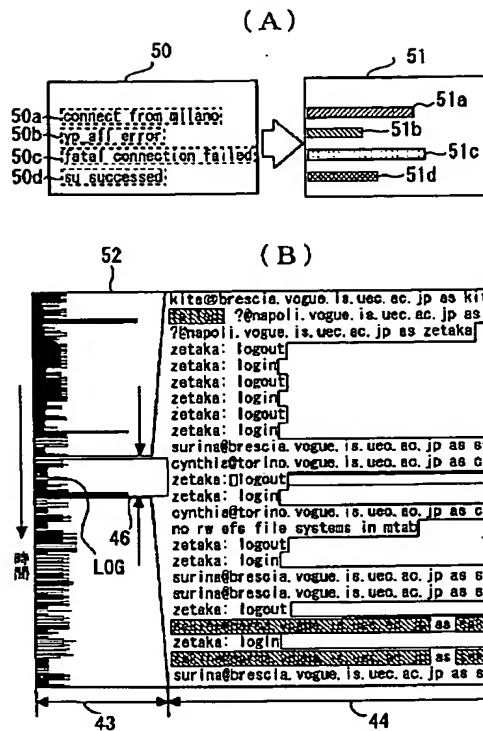 (A)
50
51
50a connect from milano 51a
50b yp_all error 51b
50c fatal connection failed 51c
50d su successed 51d
(B)
52
kita@brescia.vogue.is.uec.ac.jp as kit
?@napoli.vogue.is.uec.ac.jp as
?@napoli.vogue.is.uec.ac.jp as zetaka
zetaka: logout
zetaka: login
zetaka: logout
zetaka: login
zetaka: logout
zetaka: login
surina@brescia.vogue.is.uec.ac.jp as s
cynthia@torino.vogue.is.uec.ac.jp as c
zetaka:□logout
zetaka: login
cynthia@torino.vogue.is.uec.ac.jp as c
no rw efs file systems in mtab
zetaka: logout
zetaka: login
surina@brescia.vogue.is.uec.ac.jp as s
surina@brescia.vogue.is.uec.ac.jp as s
zetaka: logout
as
zetaka: login
as
surina@brescia.vogue.is.uec.ac.jp as s
46
LOG
時間
43
44